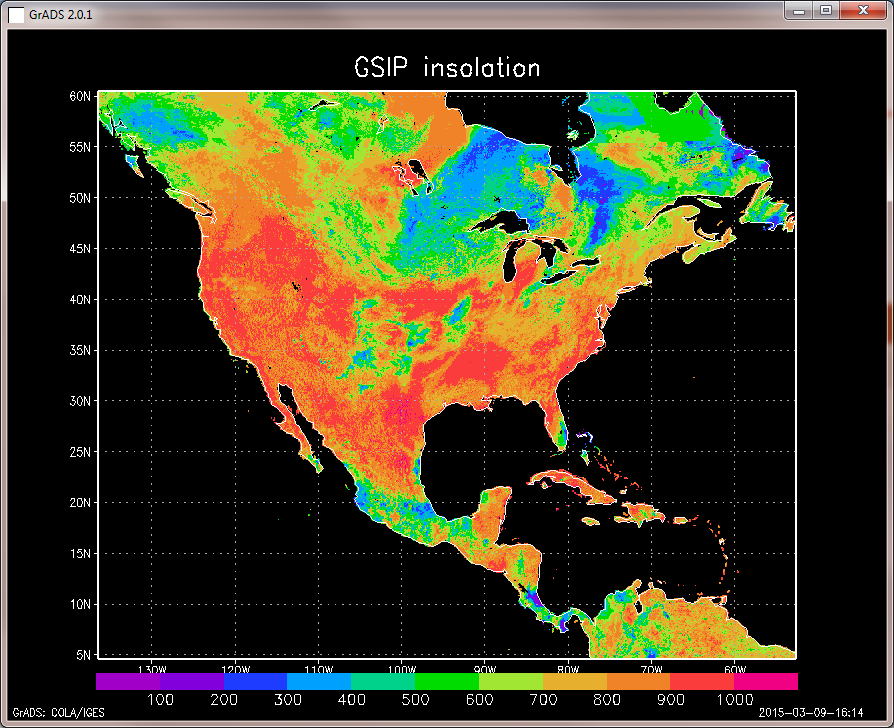 GrADS 2.0.1
GSIP insolation
60N
55N
50N
45N
40N
35N
30N
25N
20N
15N
10N
5N
130W 120W 110W 100W 90W 80W 70W 60W
100 200 300 400 500 600 700 800 900 1000
GrADS: COLA/IGES 2015-03-09-16:14